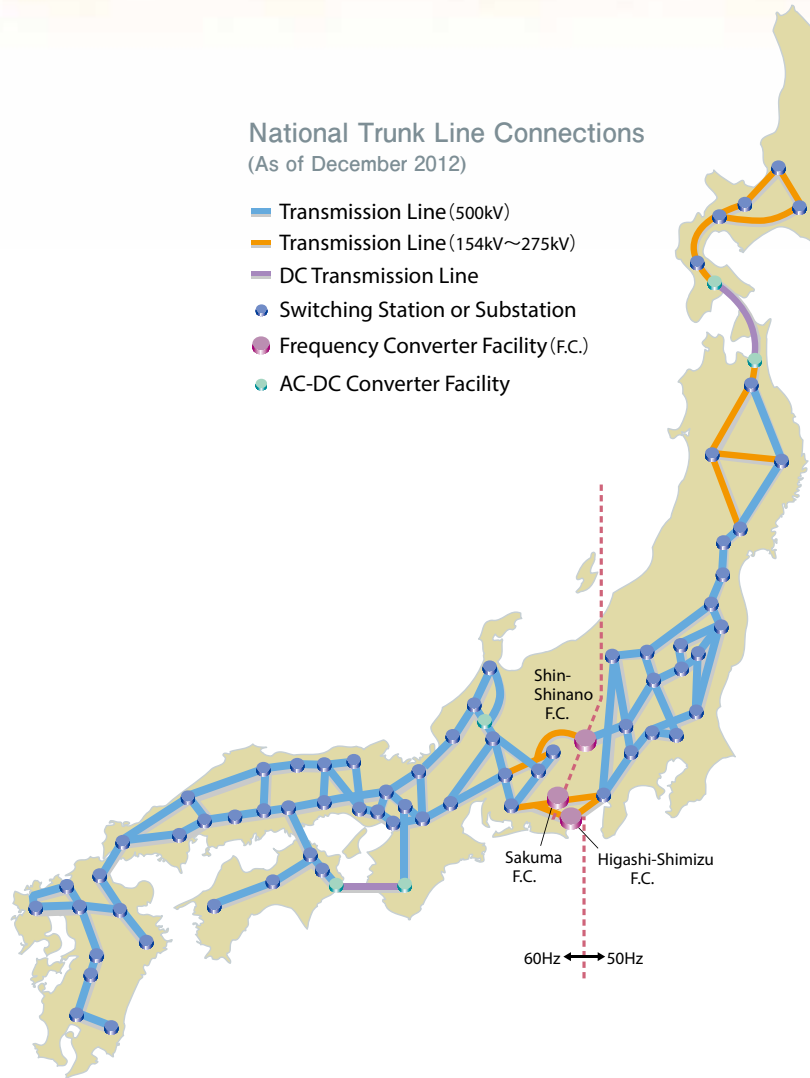 National Trunk Line Connections
(As of December 2012)
Transmission Line（500kV）
Transmission Line（154kV～275kV）
DC Transmission Line
Switching Station or Substation
Frequency Converter Facility（F.C.）
AC-DC Converter Facility
Shin-
Shinano
F.C.
Sakuma
F.C.
Higashi-Shimizu
F.C.
60Hz
50Hz